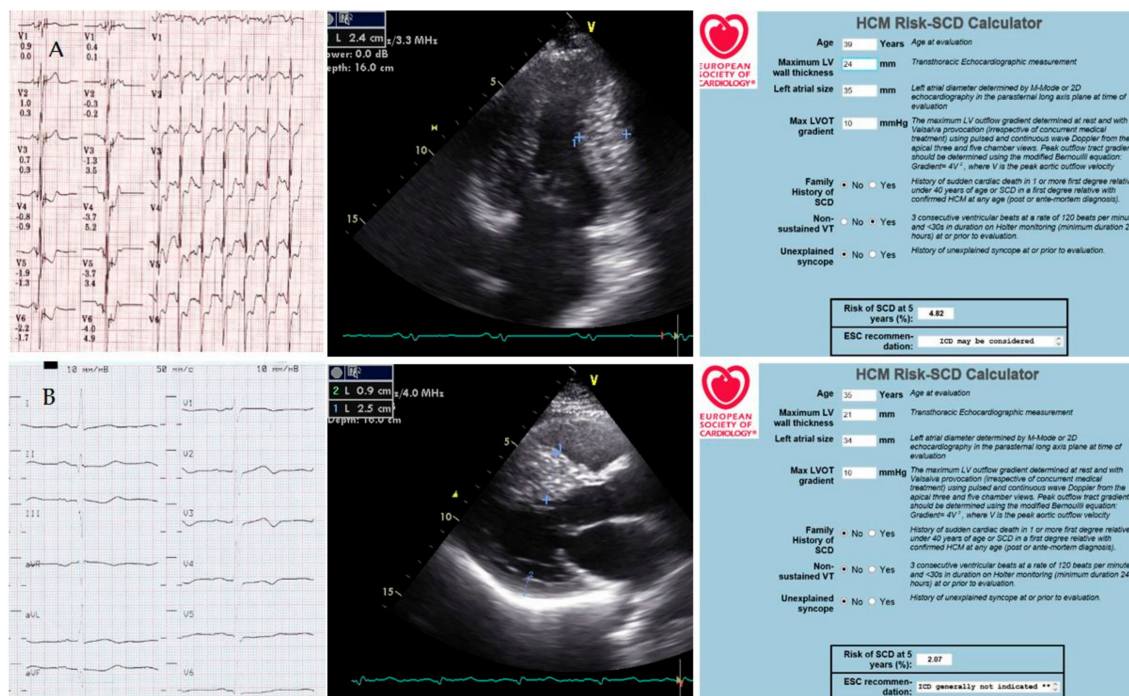 A
V1
0.9
0.0
V2
1.0
0.3
V3
0.7
0.3
V4
-0.8
-0.9
V5
-1.9
-1.3
V6
-2.2
-1.7
V1
0.4
0.1
V2
-0.3
-0.2
V3
-1.3
3.5
V4
-3.7
5.2
V5
-3.7
3.4
V6
-4.0
4.9
V1
V2
V3
V4
V5
V6
L 2.4 cm
z/3.3 MHz
ower: 0.0 dB
epth: 16.0 cm
V
5
10
15
1
EUROPEAN
SOCIETY OF
CARDIOLOGY®
HCM Risk-SCD Calculator
Age 39 Years Age at evaluation
Maximum LV wall thickness 24 mm Transthoracic Echocardiographic measurement
Left atrial size 35 mm Left atrial diameter determined by M-Mode or 2D
echocardiography in the parasternal long axis plane at time of
evaluation
Max LVOT gradient 10 mmHg The maximum LV outflow gradient determined at rest and with
Valsalva provocation (irrespective of concurrent medical
treatment) using pulsed and continuous wave Doppler from the
apical three and five chamber views. Peak outflow tract gradien
should be determined using the modified Bernouilli equation:
Gradient= 4V², where V is the peak aortic outflow velocity
Family History of SCD No Yes History of sudden cardiac death in 1 or more first degree relative
under 40 years of age or SCD in a first degree relative with
confirmed HCM at any age (post or ante-mortem diagnosis).
Non-sustained VT No Yes 3 consecutive ventricular beats at a rate of 120 beats per minute
and <30s in duration on Holter monitoring (minimum duration 2
hours) at or prior to evaluation.
Unexplained syncope No Yes History of unexplained syncope at or prior to evaluation.
Risk of SCD at 5 years (%): 4.82
ESC recommen-dation: ICD may be considered
B
10 mm/mB
50 mm/c
10 mm/mB
I
II
III
aVR
aVL
aVF
V1
V2
V3
V4
V5
V6
2 L 0.9 cm
1 L 2.5 cm
z/4.0 MHz
Depth: 16.0 cm
V
5
10
15
1
2
EUROPEAN
SOCIETY OF
CARDIOLOGY®
HCM Risk-SCD Calculator
Age 35 Years Age at evaluation
Maximum LV wall thickness 21 mm Transthoracic Echocardiographic measurement
Left atrial size 34 mm Left atrial diameter determined by M-Mode or 2D
echocardiography in the parasternal long axis plane at time of
evaluation
Max LVOT gradient 10 mmHg The maximum LV outflow gradient determined at rest and with
Valsalva provocation (irrespective of concurrent medical
treatment) using pulsed and continuous wave Doppler from the
apical three and five chamber views. Peak outflow tract gradient
should be determined using the modified Bernouilli equation:
Gradient= 4V², where V is the peak aortic outflow velocity
Family History of SCD No Yes History of sudden cardiac death in 1 or more first degree relative
under 40 years of age or SCD in a first degree relative with
confirmed HCM at any age (post or ante-mortem diagnosis).
Non-sustained VT No Yes 3 consecutive ventricular beats at a rate of 120 beats per minute
and <30s in duration on Holter monitoring (minimum duration 24
hours) at or prior to evaluation.
Unexplained syncope No Yes History of unexplained syncope at or prior to evaluation.
Risk of SCD at 5 years (%): 2.07
ESC recommen-dation: ICD generally not indicated **